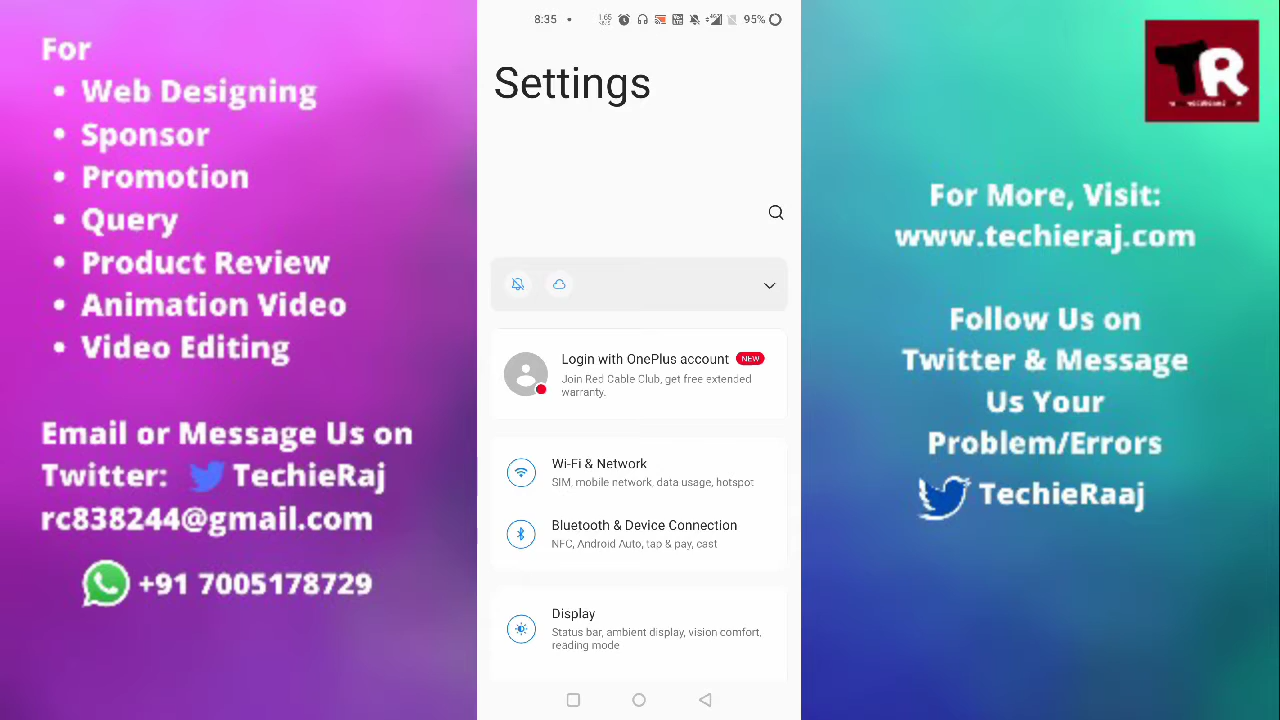 For
• Web Designing
• Sponsor
• Promotion
• Query
• Product Review
• Animation Video
• Video Editing
Email or Message Us on
Twitter: TechieRaj
rc838244@gmail.com
+91 7005178729
8:35
95%
Settings
Login with OnePlus account NEW
Join Red Cable Club, get free extended
warranty.
Wi-Fi & Network
SIM, mobile network, data usage, hotspot
Bluetooth & Device Connection
NFC, Android Auto, tap & pay, cast
Display
Status bar, ambient display, vision comfort,
reading mode
TR
For More, Visit:
www.techieraj.com
Follow Us on
Twitter & Message
Us Your
Problem/Errors
TechieRaaj